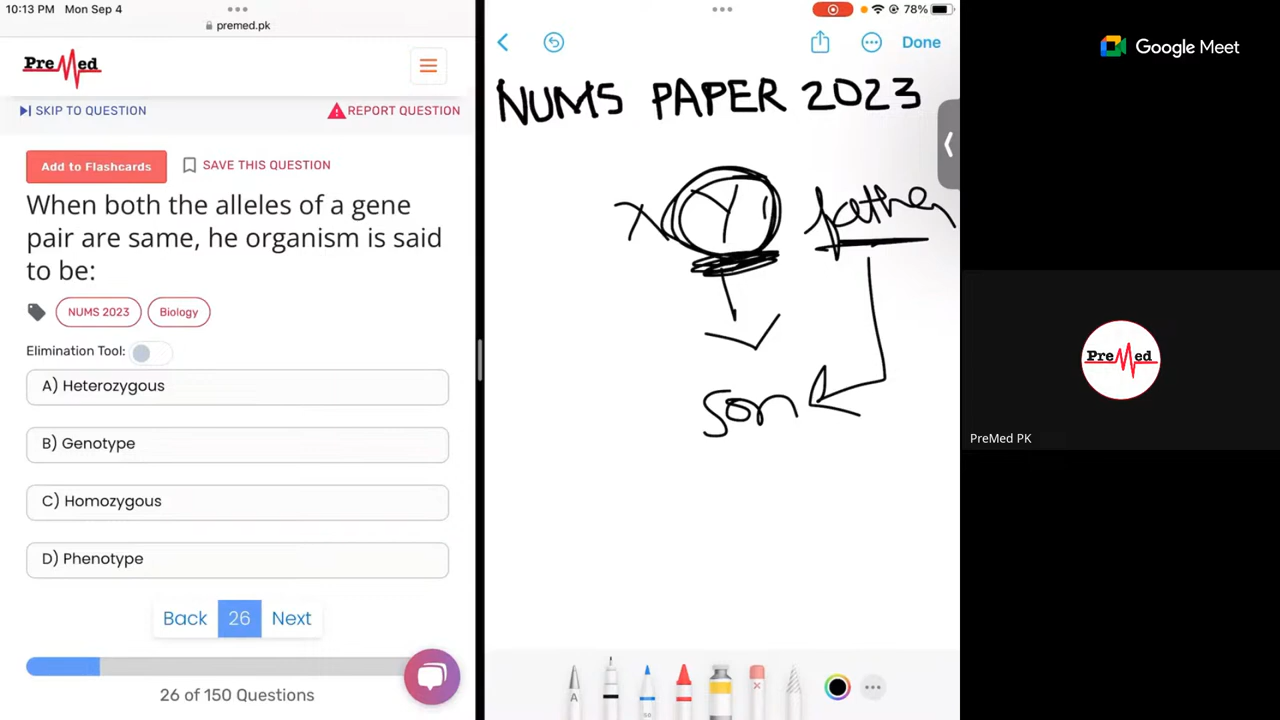 10:13 PM Mon Sep 4
premed.pk
PreMed
SKIP TO QUESTION
REPORT QUESTION
Add to Flashcards
SAVE THIS QUESTION
When both the alleles of a gene
pair are same, he organism is said
to be:
NUMS 2023
Biology
Elimination Tool:
A) Heterozygous
B) Genotype
C) Homozygous
D) Phenotype
Back 26 Next
26 of 150 Questions
78%
Done
NUMS PAPER 2023
XY father
son
A
Google Meet
PreMed
PreMed PK